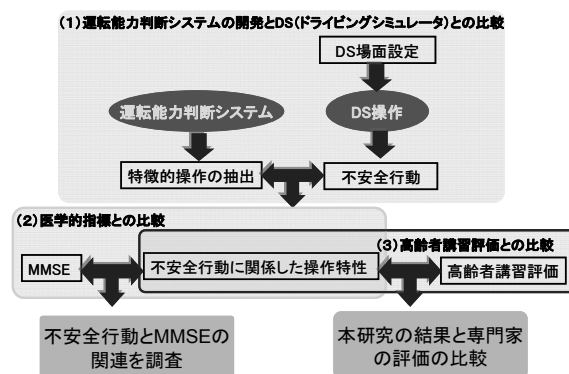 (1)運転能力判断システムの開発とDS(ドライビングシミュレータ)との比較
DS場面設定
運転能力判断システム
DS操作
特徴的操作の抽出
不安全行動
(2)医学的指標との比較
(3)高齢者講習評価との比較
MMSE
不安全行動に関係した操作特性
高齢者講習評価
不安全行動とMMSEの
関連を調査
本研究の結果と専門家
の評価の比較